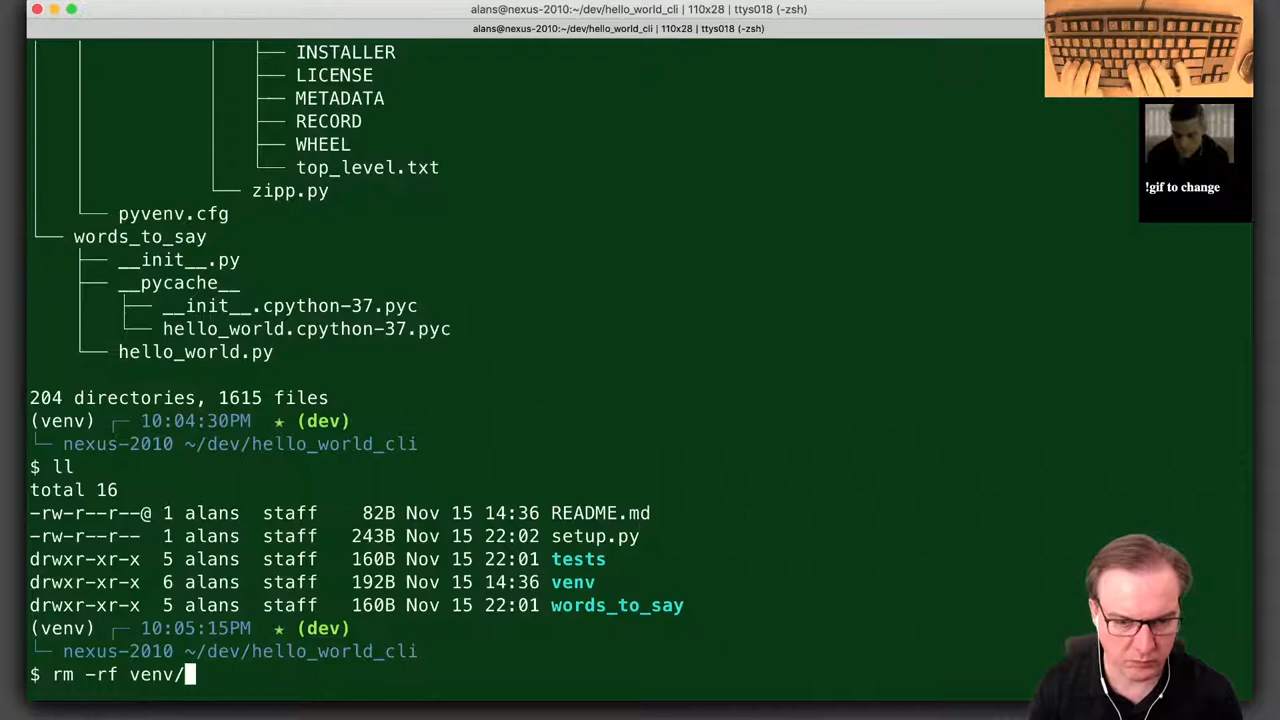 alans@nexus-2010:~/dev/hello_world_cli | 110x28 | ttys018 (-zsh)
alans@nexus-2010:~/dev/hello_world_cli | 110x28 | ttys018 (-zsh)
├── INSTALLER
├── LICENSE
├── METADATA
├── RECORD
├── WHEEL
└── top_level.txt
└── zipp.py
└── pyvenv.cfg
└── words_to_say
├── __init__.py
├── __pycache__
├── __init__.cpython-37.pyc
└── hello_world.cpython-37.pyc
└── hello_world.py
204 directories, 1615 files
(venv) ┌─ 10:04:30PM ★ (dev)
└─ nexus-2010 ~/dev/hello_world_cli
$ ll
total 16
-rw-r--r--@ 1 alans staff 82B Nov 15 14:36 README.md
-rw-r--r-- 1 alans staff 243B Nov 15 22:02 setup.py
drwxr-xr-x 5 alans staff 160B Nov 15 22:01 tests
drwxr-xr-x 6 alans staff 192B Nov 15 14:36 venv
drwxr-xr-x 5 alans staff 160B Nov 15 22:01 words_to_say
(venv) ┌─ 10:05:15PM ★ (dev)
└─ nexus-2010 ~/dev/hello_world_cli
$ rm -rf venv/
!gif to change